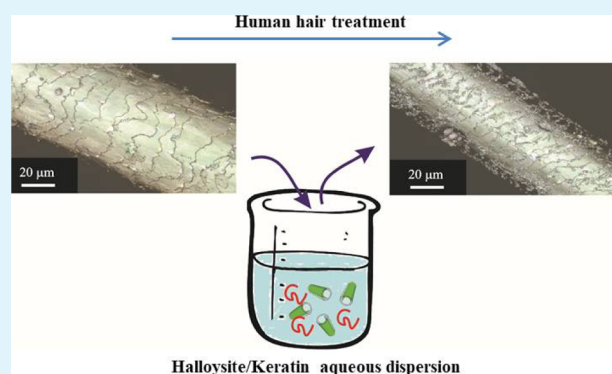 Human hair treatment
20 μm
20 μm
Halloysite/Keratin aqueous dispersion